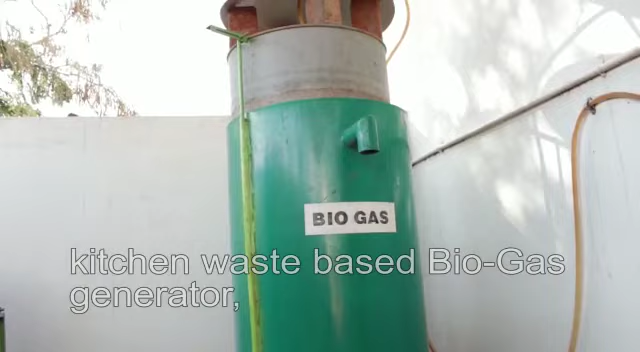 BIO GAS
kitchen waste based Bio-Gas
generator,